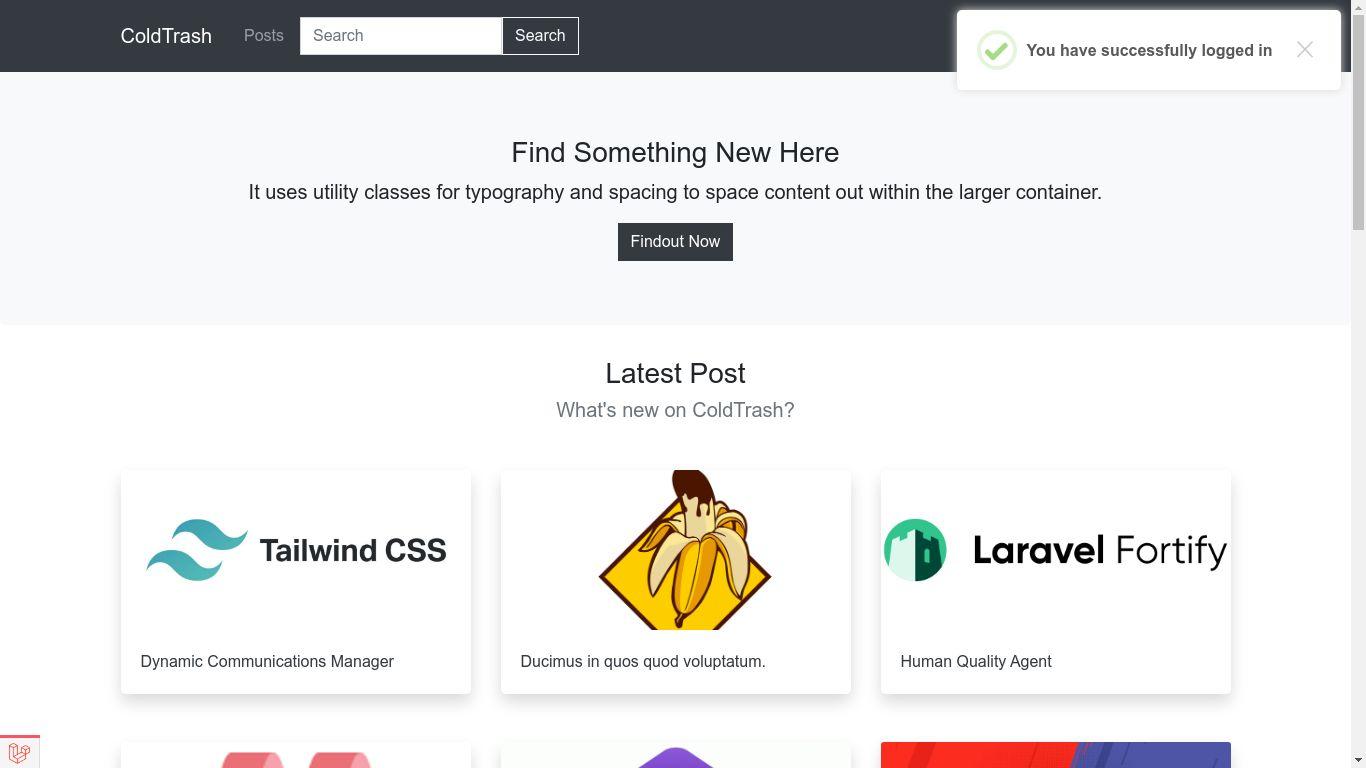 ColdTrash
Posts
Search
Search
You have successfully logged in
Find Something New Here
It uses utility classes for typography and spacing to space content out within the larger container.
Findout Now
Latest Post
What's new on ColdTrash?
Tailwind CSS
Laravel Fortify
Dynamic Communications Manager
Ducimus in quos quod voluptatum.
Human Quality Agent